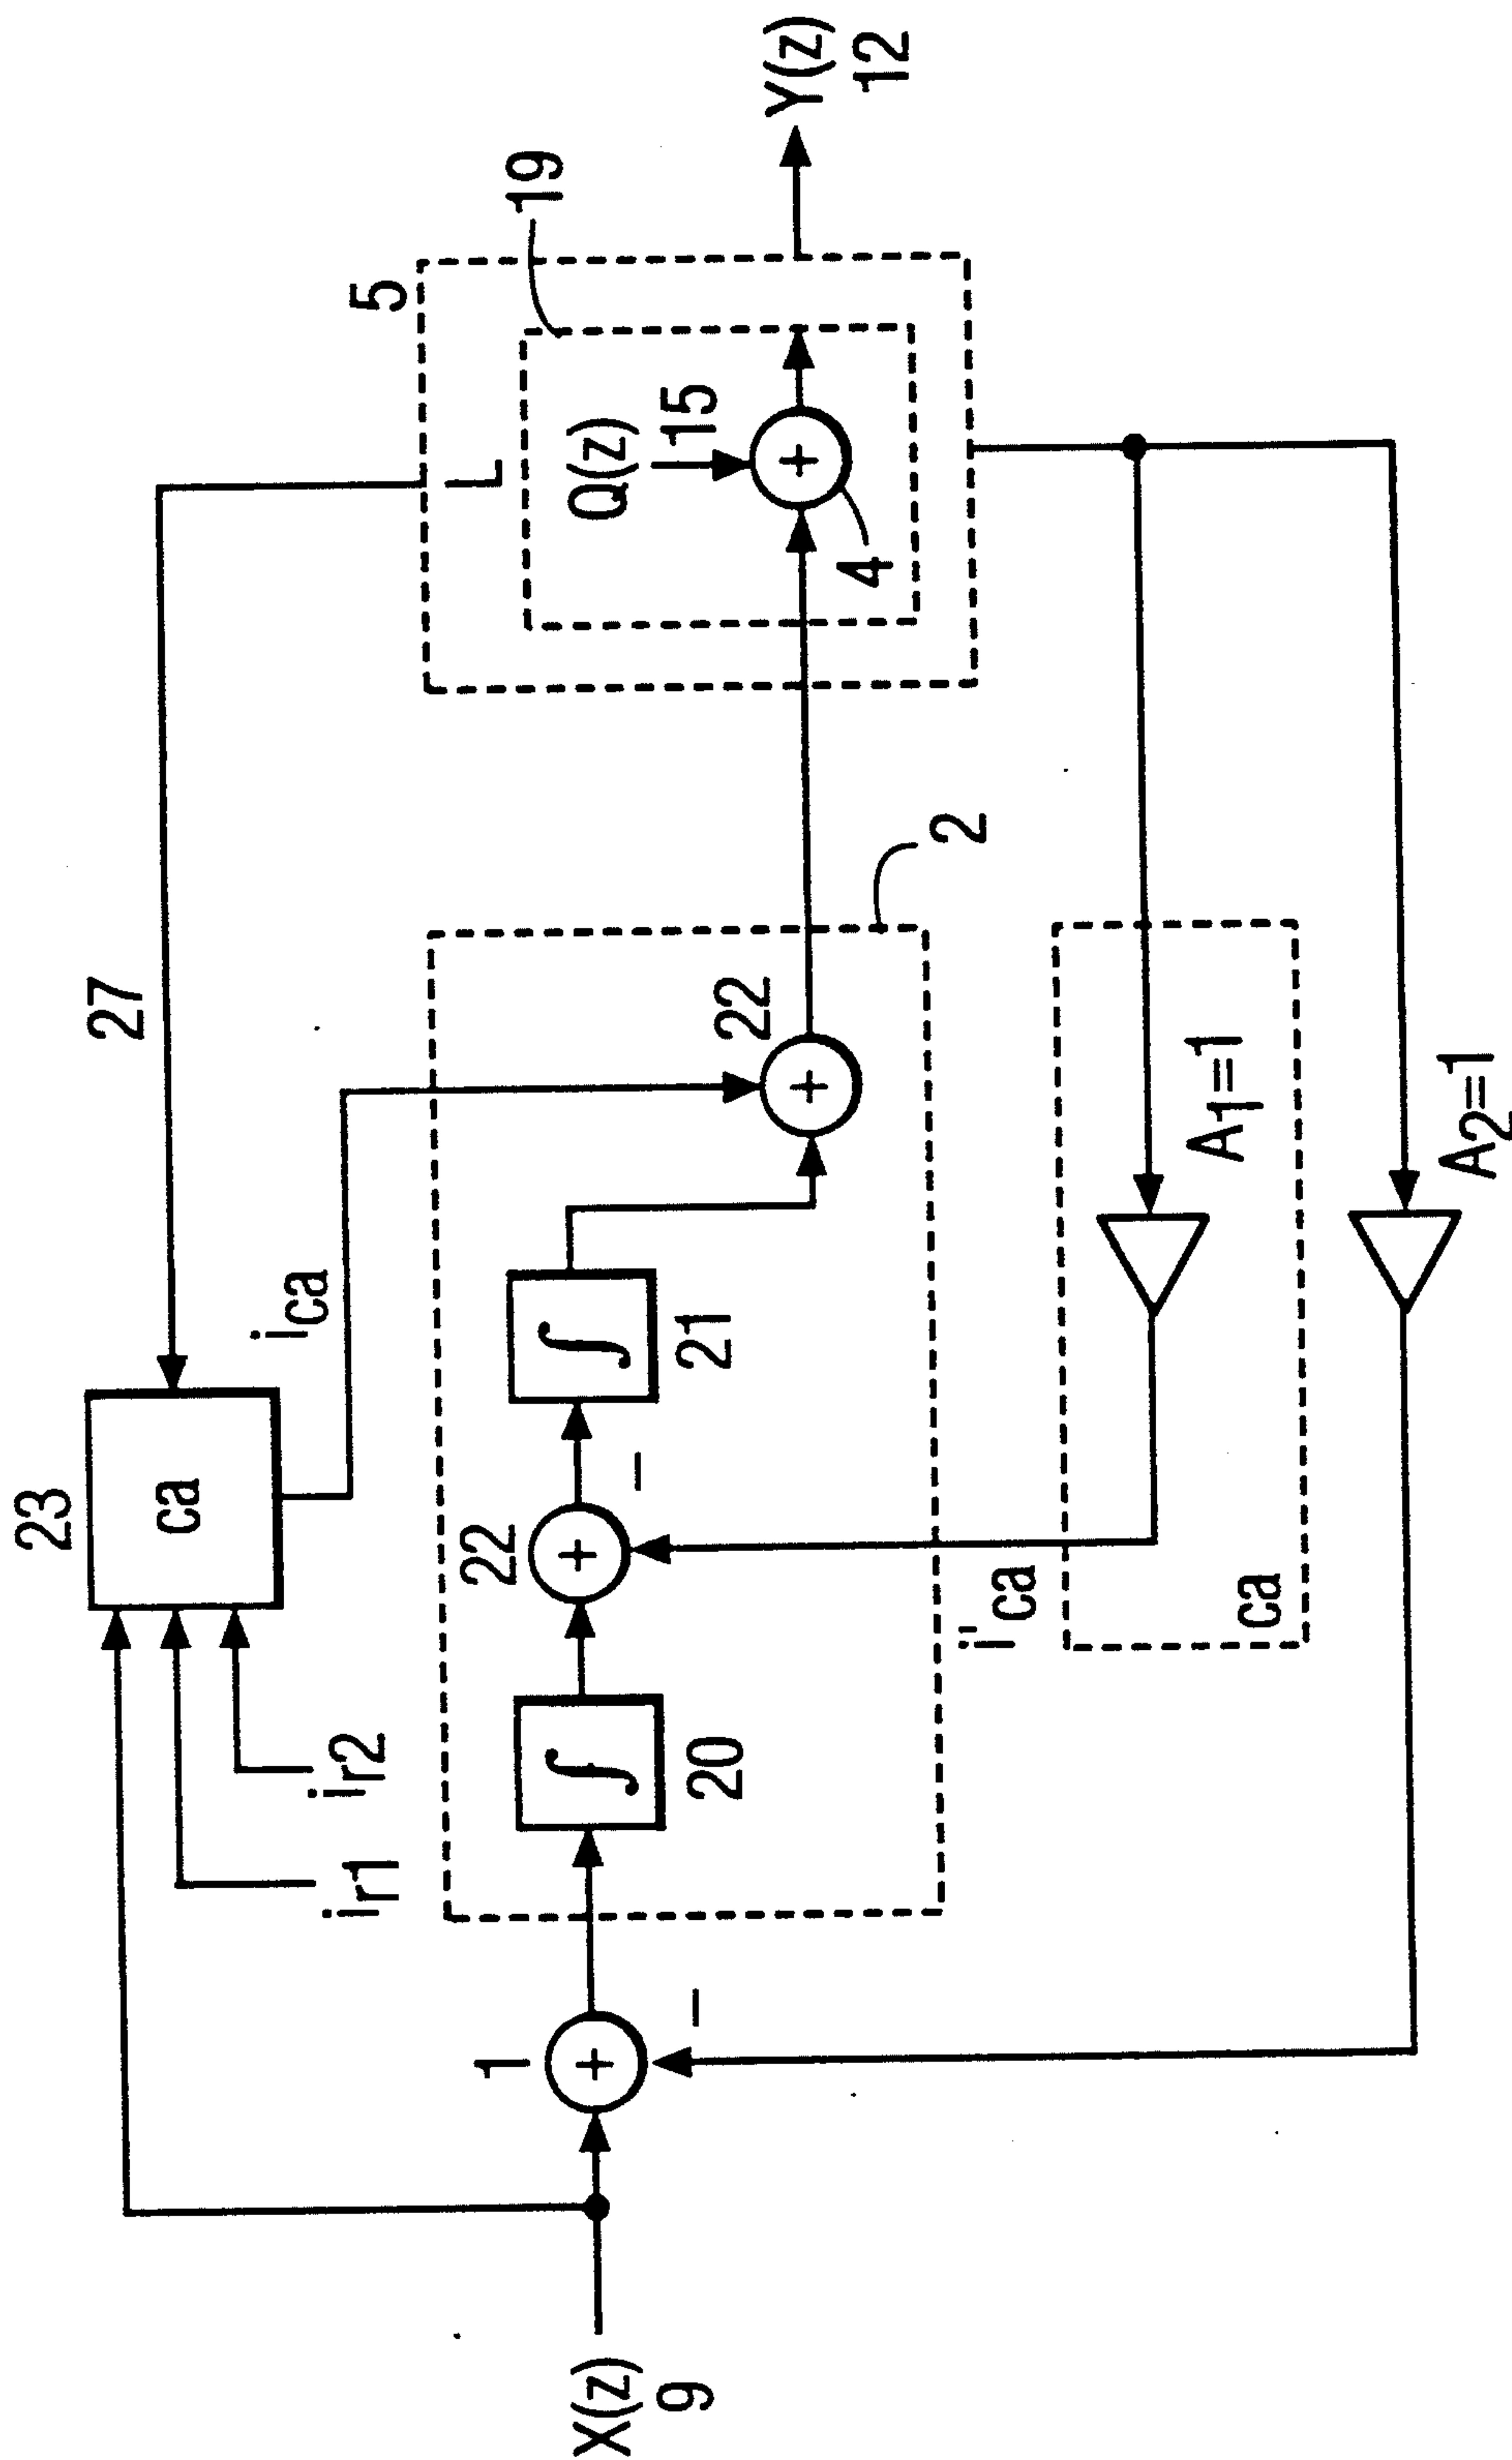 23
ca
27
i_ca
i_r1
i_r2
5
19
L
Q(z)
15
4
Y(z)
12
1
22
22
20
21
2
∫
∫
+
+
+
+
−
−
X(z)
9
i'_ca
ca
A_1=1
A_2=1